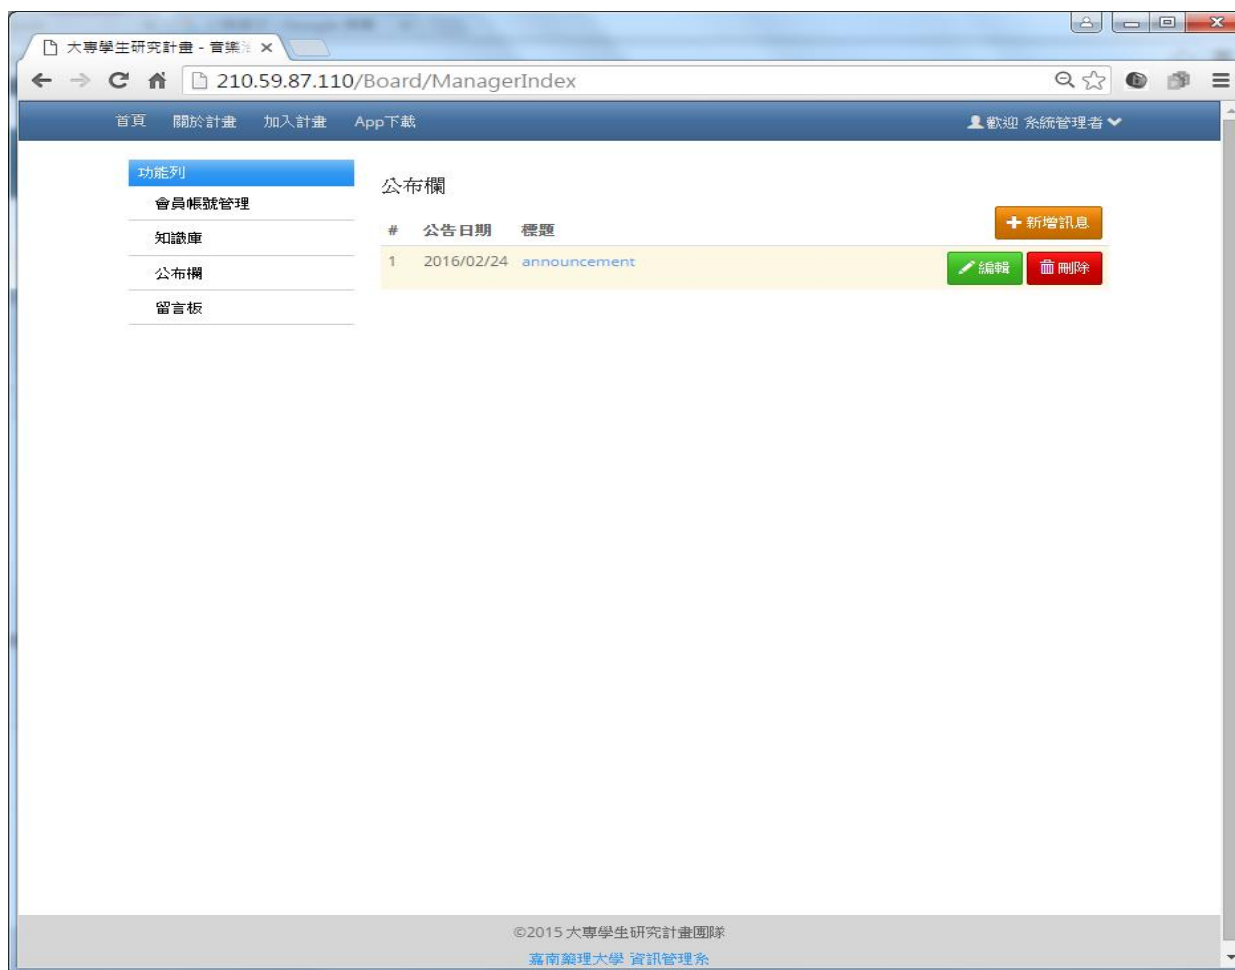 大專學生研究計畫 - 音樂
210.59.87.110/Board/ManagerIndex
首頁 關於計畫 加入計畫 App下載 歡迎 系統管理者
功能列
會員帳號管理
知識庫
公布欄
留言板
公布欄
# 公告日期 標題 新增訊息
1 2016/02/24 announcement 編輯 刪除
©2015 大專學生研究計畫團隊
嘉南藥理大學 資訊管理系